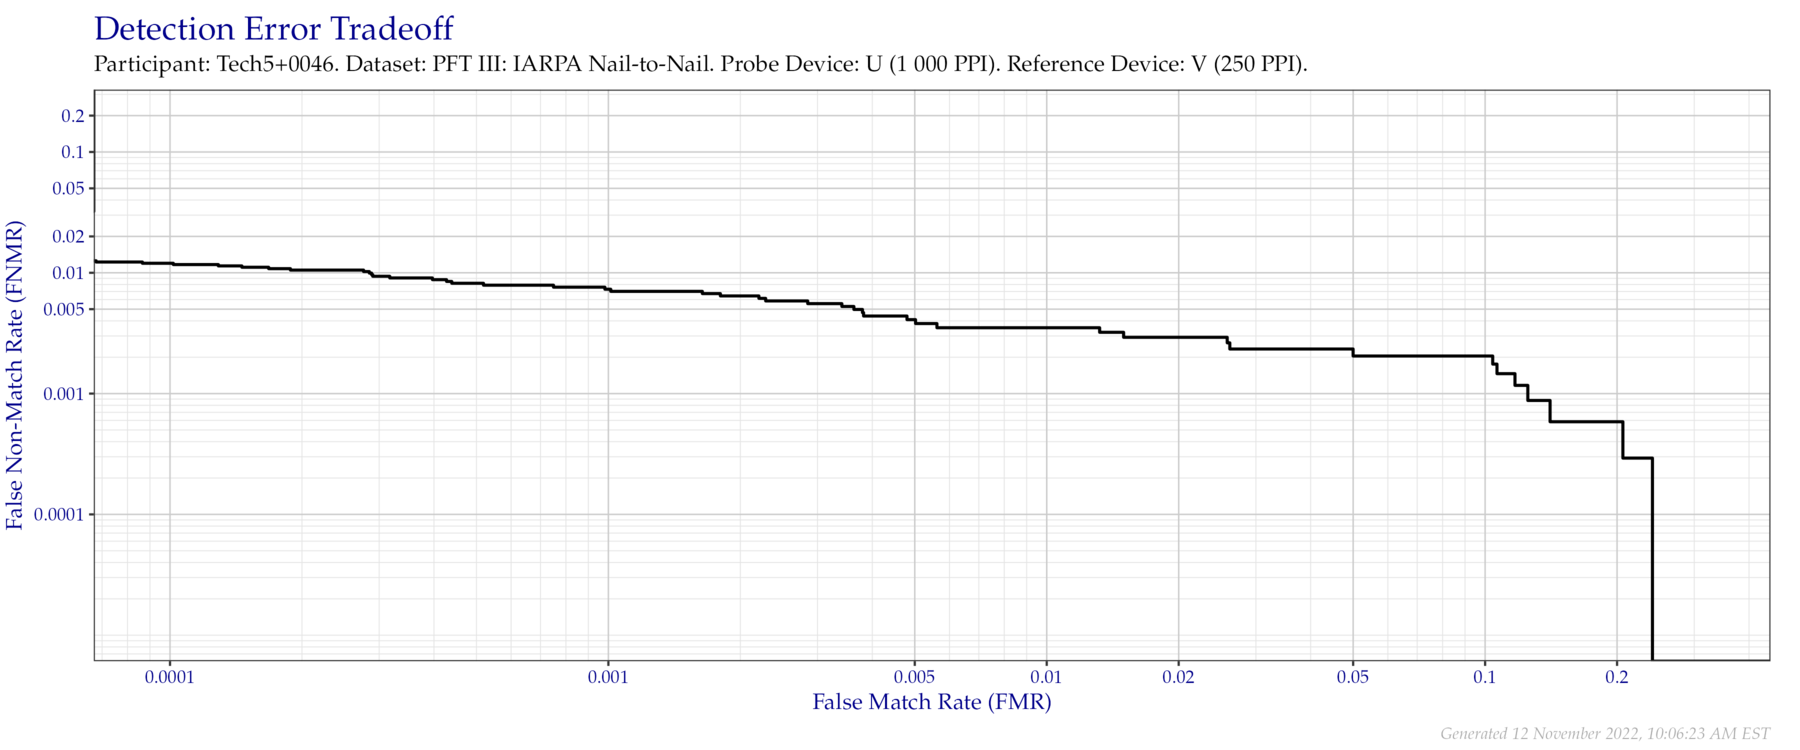 Detection Error Tradeoff
Participant: Tech5+0046. Dataset: PFT III: IARPA Nail-to-Nail. Probe Device: U (1 000 PPI). Reference Device: V (250 PPI).
False Non-Match Rate (FNMR)
0.2
0.1
0.05
0.02
0.01
0.005
0.001
0.0001
0.0001 0.001 0.005 0.01 0.02 0.05 0.1 0.2
False Match Rate (FMR)
Generated 12 November 2022, 10:06:23 AM EST